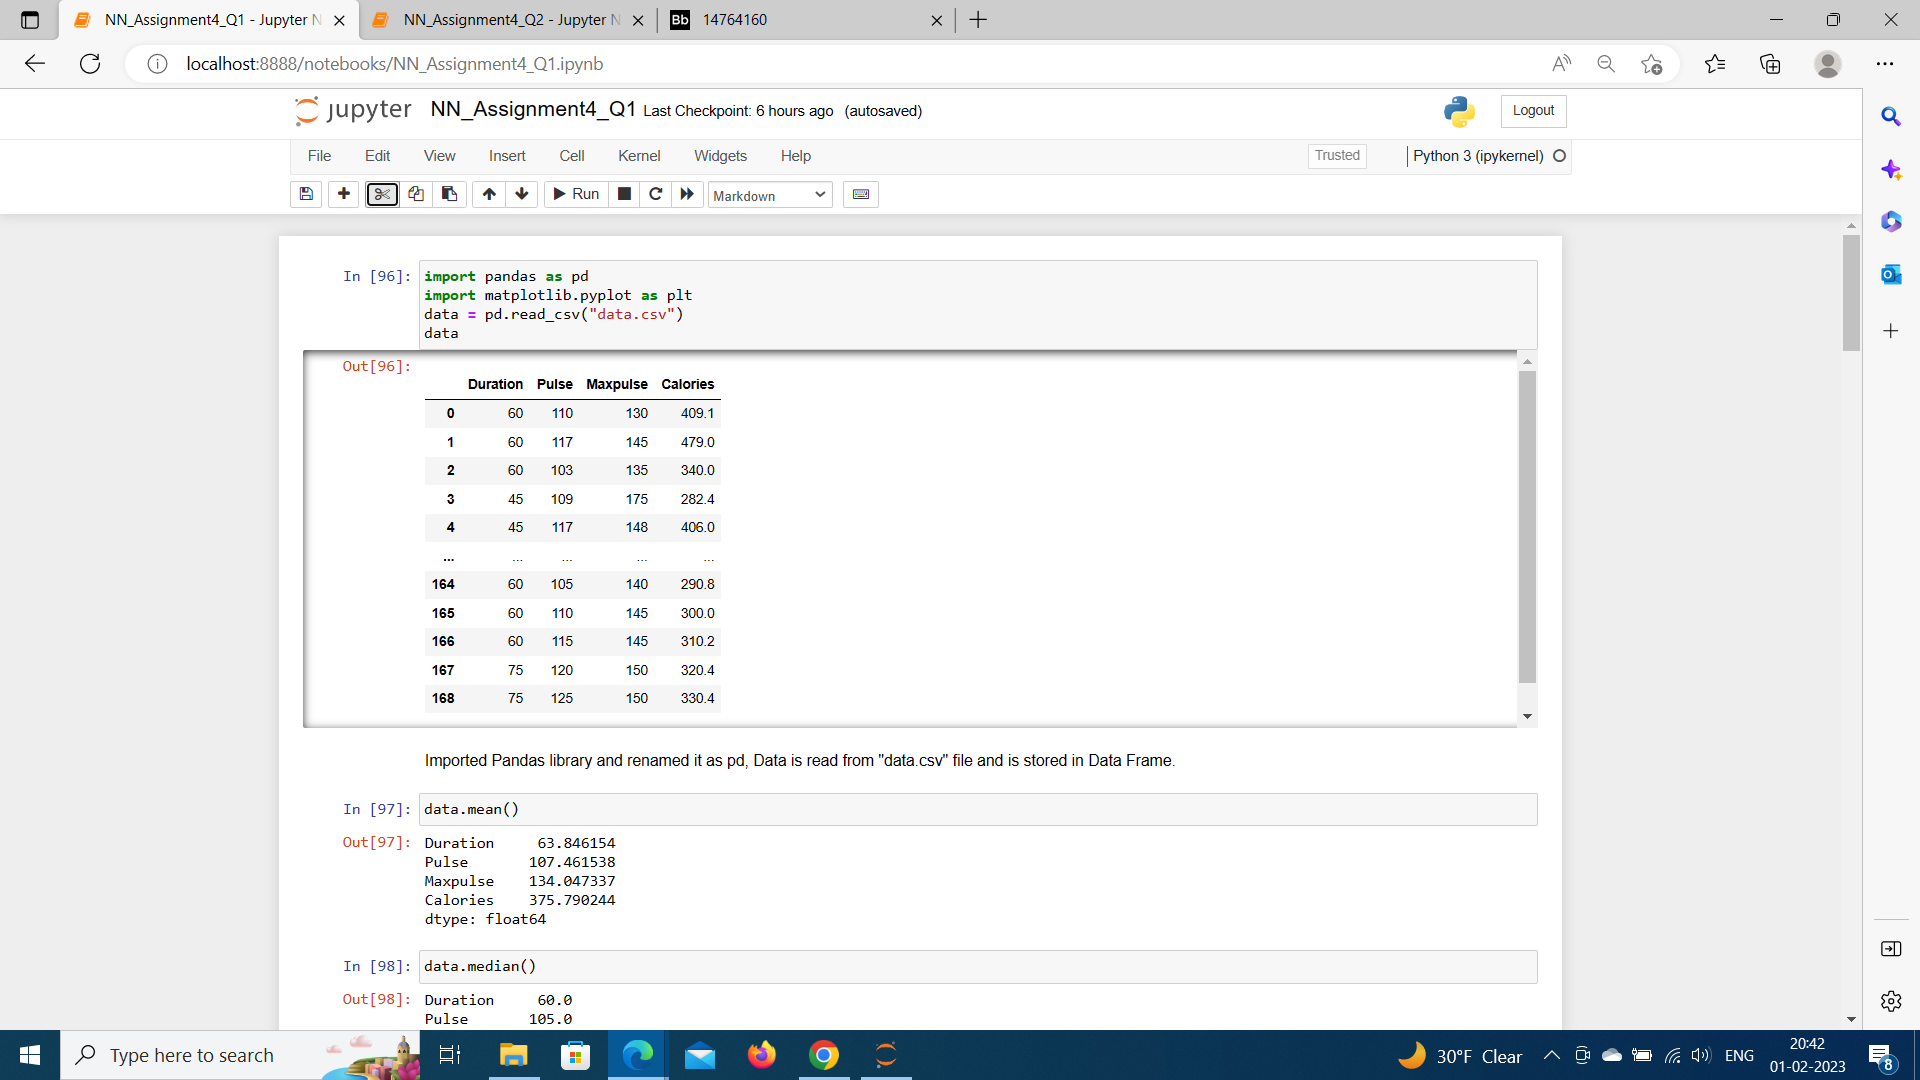 NN_Assignment4_Q1 - Jupyter N
NN_Assignment4_Q2 - Jupyter N
Bb 14764160
localhost:8888/notebooks/NN_Assignment4_Q1.ipynb
jupyter NN_Assignment4_Q1 Last Checkpoint: 6 hours ago (autosaved)
Logout
File Edit View Insert Cell Kernel Widgets Help
Trusted
Python 3 (ipykernel)
Run
Markdown
In [96]: import pandas as pd
import matplotlib.pyplot as plt
data = pd.read_csv("data.csv")
data
Out[96]:
Duration Pulse Maxpulse Calories
0 60 110 130 409.1
1 60 117 145 479.0
2 60 103 135 340.0
3 45 109 175 282.4
4 45 117 148 406.0
... ... ... ... ...
164 60 105 140 290.8
165 60 110 145 300.0
166 60 115 145 310.2
167 75 120 150 320.4
168 75 125 150 330.4
Imported Pandas library and renamed it as pd, Data is read from "data.csv" file and is stored in Data Frame.
In [97]: data.mean()
Out[97]: Duration 63.846154
Pulse 107.461538
Maxpulse 134.047337
Calories 375.790244
dtype: float64
In [98]: data.median()
Out[98]: Duration 60.0
Pulse 105.0
Type here to search
30°F Clear
ENG
20:42
01-02-2023
8